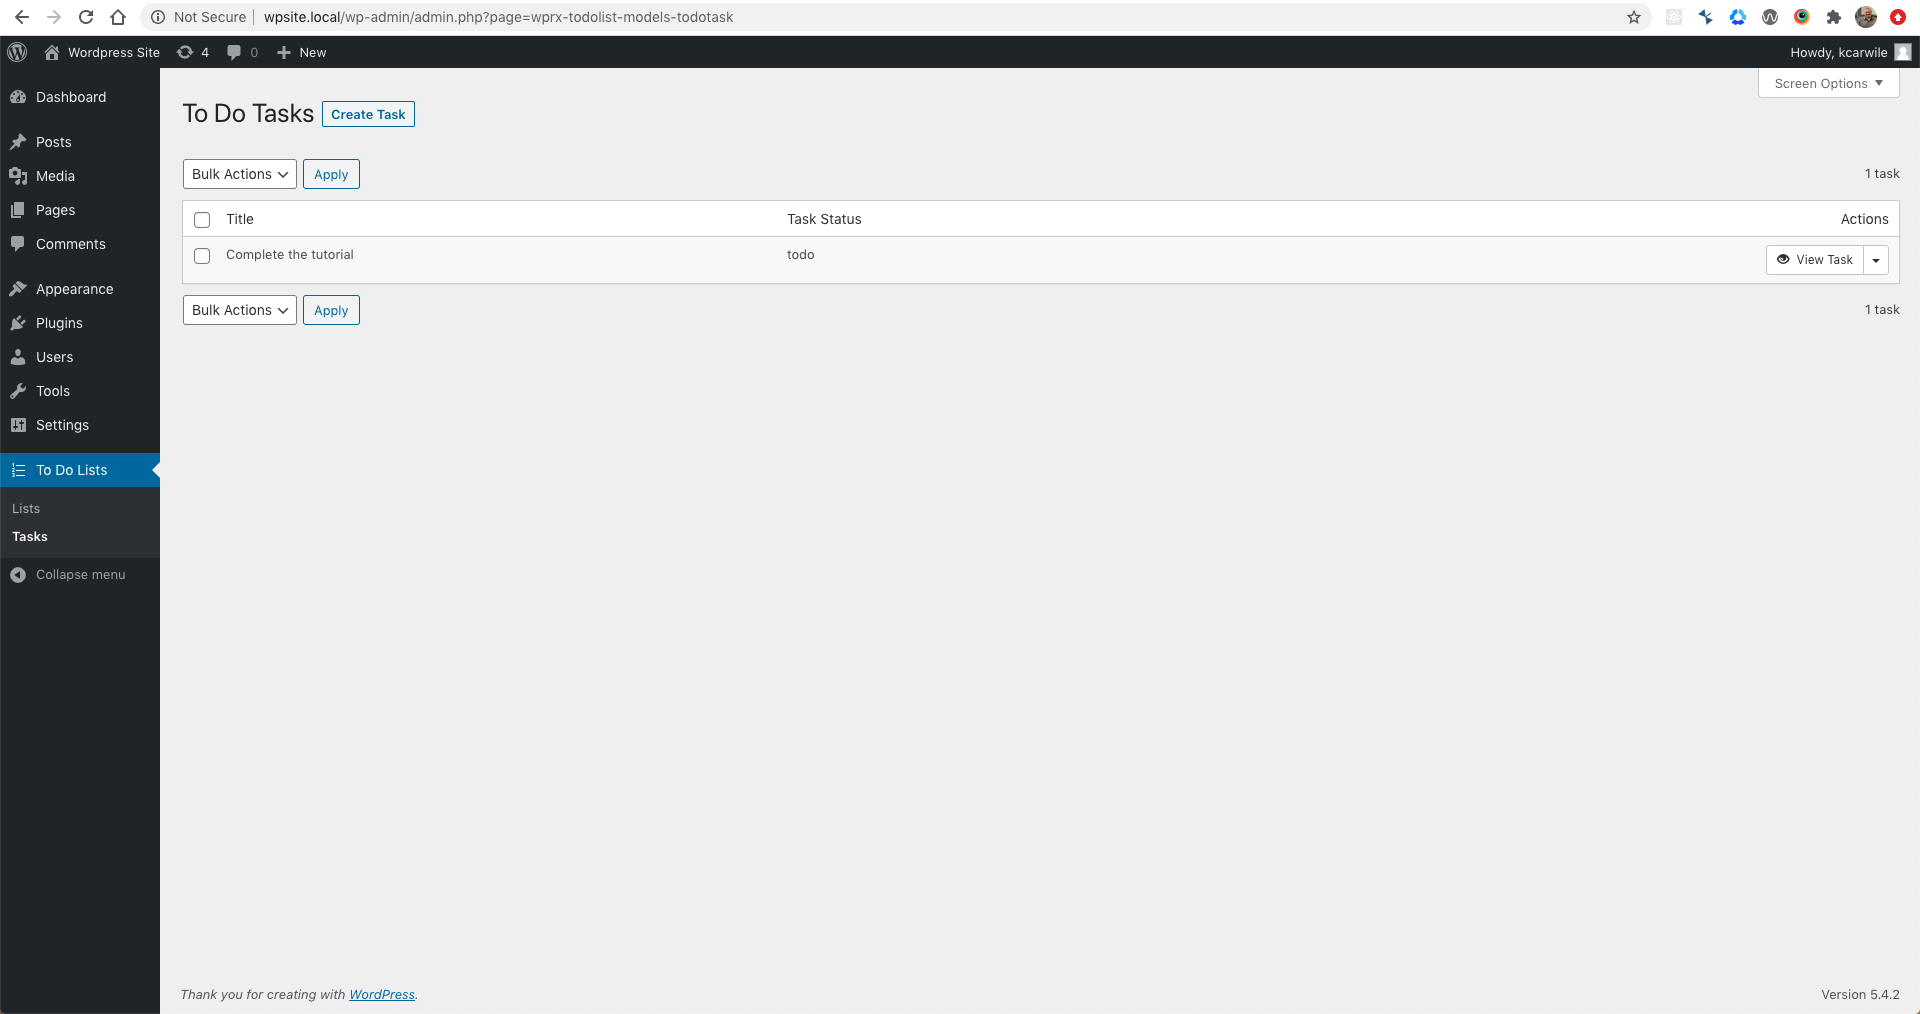 Not Secure | wpsite.local/wp-admin/admin.php?page=wprx-todolist-models-todotask
Wordpress Site 4 0 New Howdy, kcarwile
Screen Options
Dashboard
Posts
Media
Pages
Comments
Appearance
Plugins
Users
Tools
Settings
To Do Lists
Lists
Tasks
Collapse menu
To Do Tasks Create Task
Bulk Actions Apply 1 task
Title Task Status Actions
Complete the tutorial todo View Task
Bulk Actions Apply 1 task
Thank you for creating with WordPress. Version 5.4.2